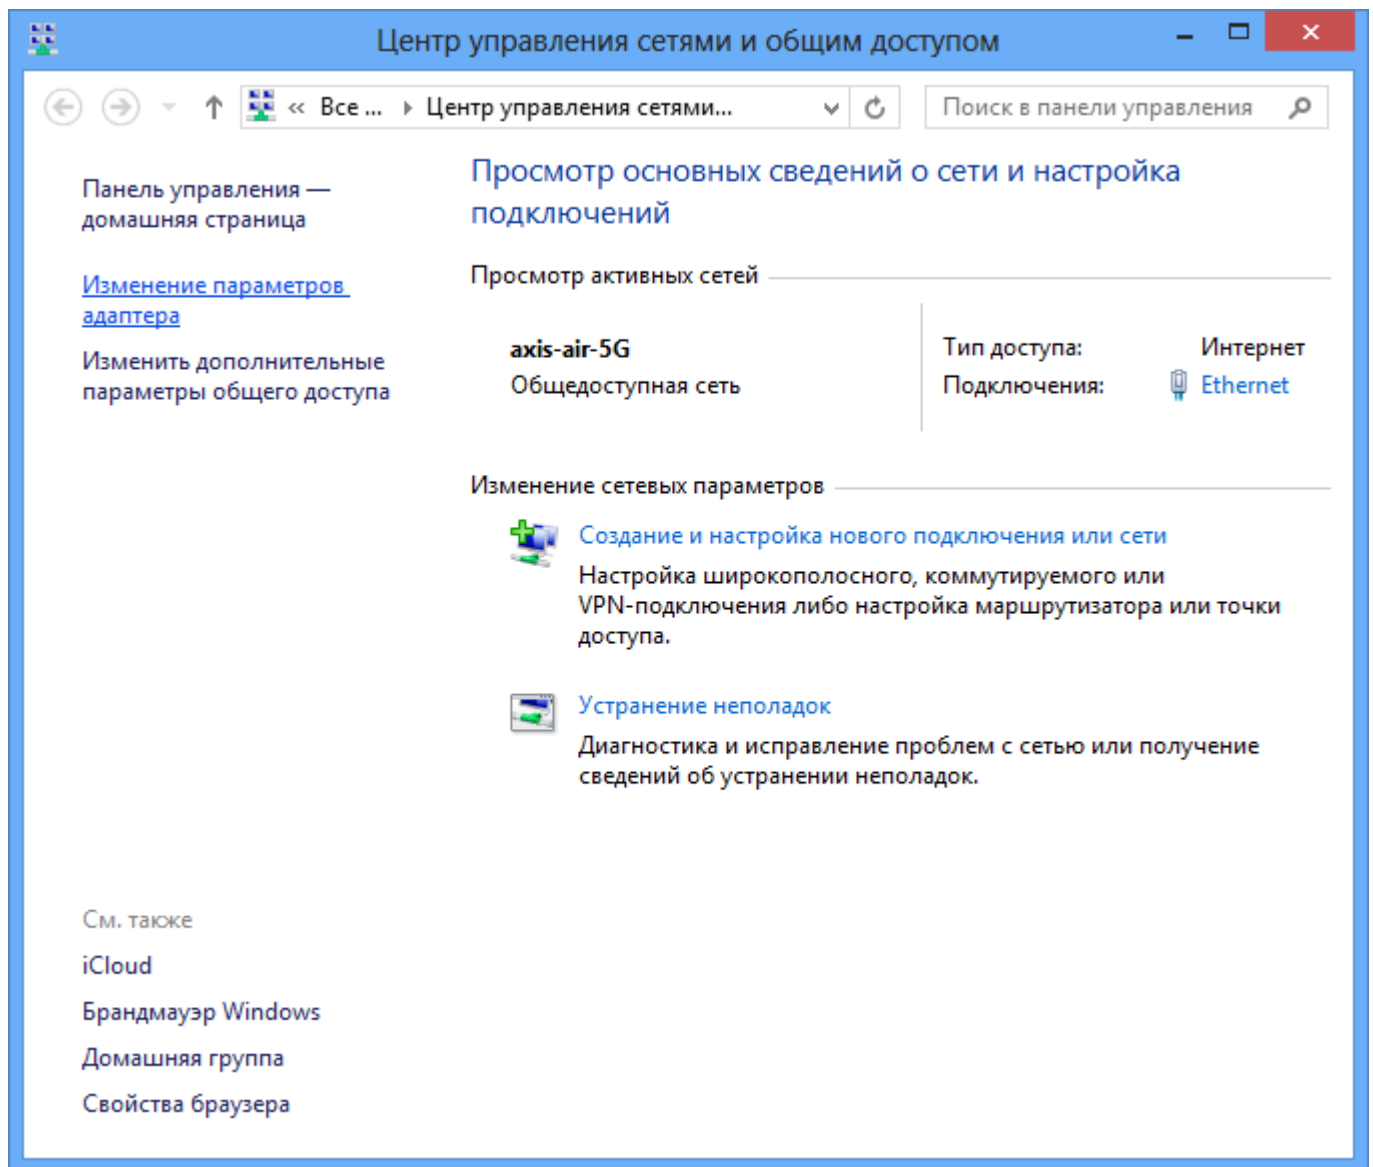 Центр управления сетями и общим доступом
« Все ... Центр управления сетями...
Поиск в панели управления
Панель управления —
домашняя страница
Изменение параметров
адаптера
Изменить дополнительные
параметры общего доступа
Просмотр основных сведений о сети и настройка
подключений
Просмотр активных сетей
axis-air-5G
Общедоступная сеть
Тип доступа: Интернет
Подключения: Ethernet
Изменение сетевых параметров
Создание и настройка нового подключения или сети
Настройка широкополосного, коммутируемого или
VPN-подключения либо настройка маршрутизатора или точки
доступа.
Устранение неполадок
Диагностика и исправление проблем с сетью или получение
сведений об устранении неполадок.
См. также
iCloud
Брандмауэр Windows
Домашняя группа
Свойства браузера